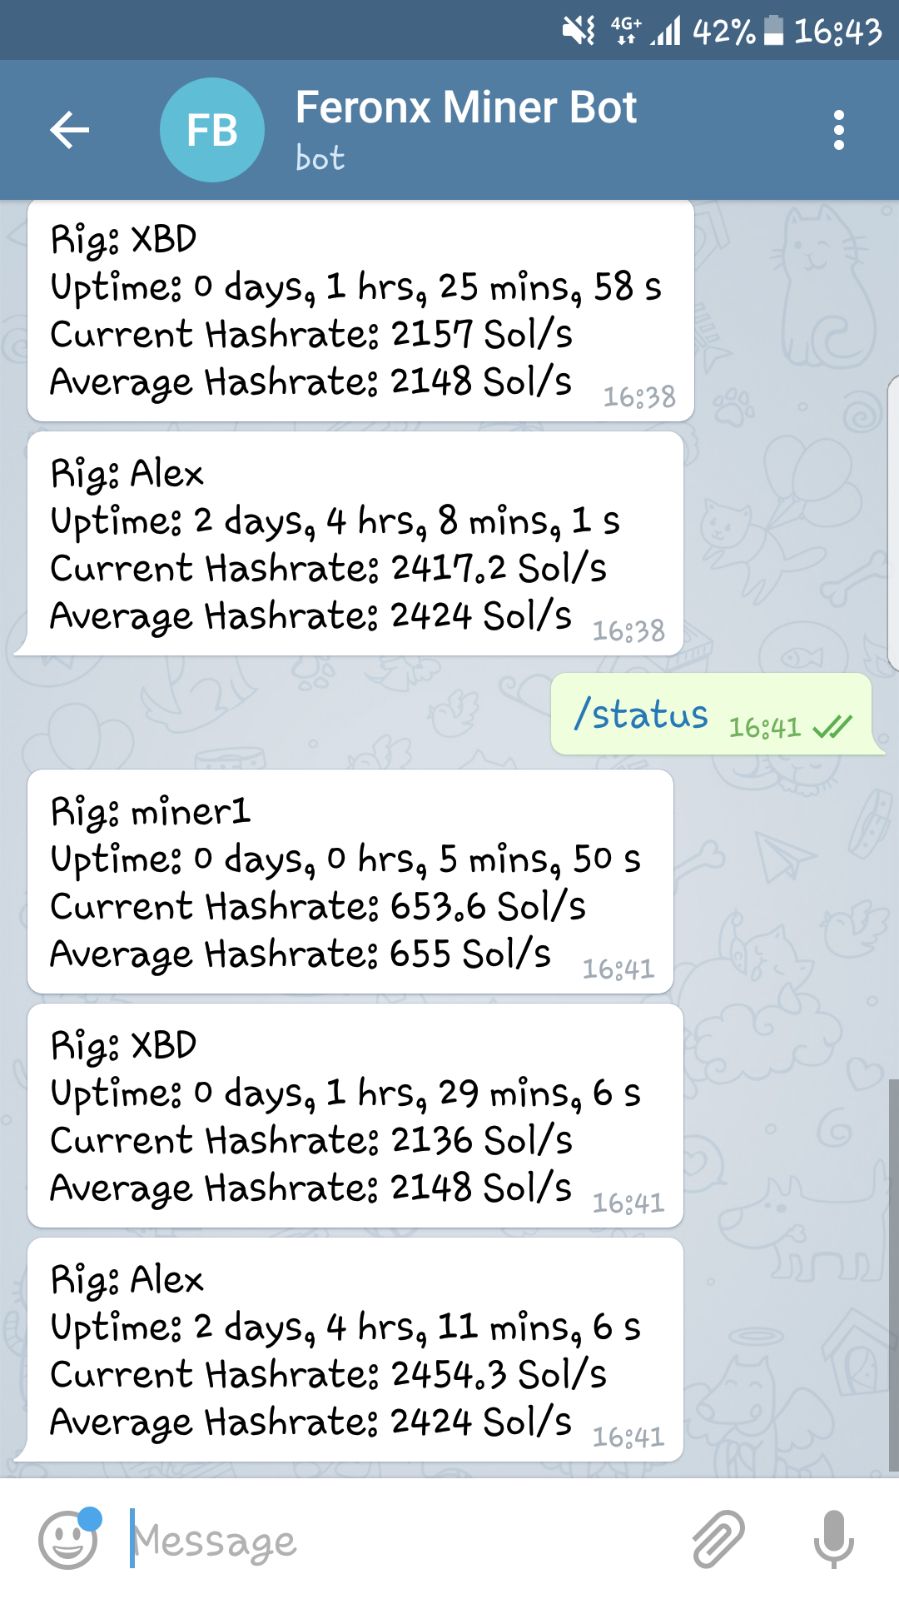 4G+ 42% 16:43
FB
Feronx Miner Bot
bot
Rig: XBD
Uptime: 0 days, 1 hrs, 25 mins, 58 s
Current Hashrate: 2157 Sol/s
Average Hashrate: 2148 Sol/s 16:38
Rig: Alex
Uptime: 2 days, 4 hrs, 8 mins, 1 s
Current Hashrate: 2417.2 Sol/s
Average Hashrate: 2424 Sol/s 16:38
/status 16:41
Rig: miner1
Uptime: 0 days, 0 hrs, 5 mins, 50 s
Current Hashrate: 653.6 Sol/s
Average Hashrate: 655 Sol/s 16:41
Rig: XBD
Uptime: 0 days, 1 hrs, 29 mins, 6 s
Current Hashrate: 2136 Sol/s
Average Hashrate: 2148 Sol/s 16:41
Rig: Alex
Uptime: 2 days, 4 hrs, 11 mins, 6 s
Current Hashrate: 2454.3 Sol/s
Average Hashrate: 2424 Sol/s 16:41
Message